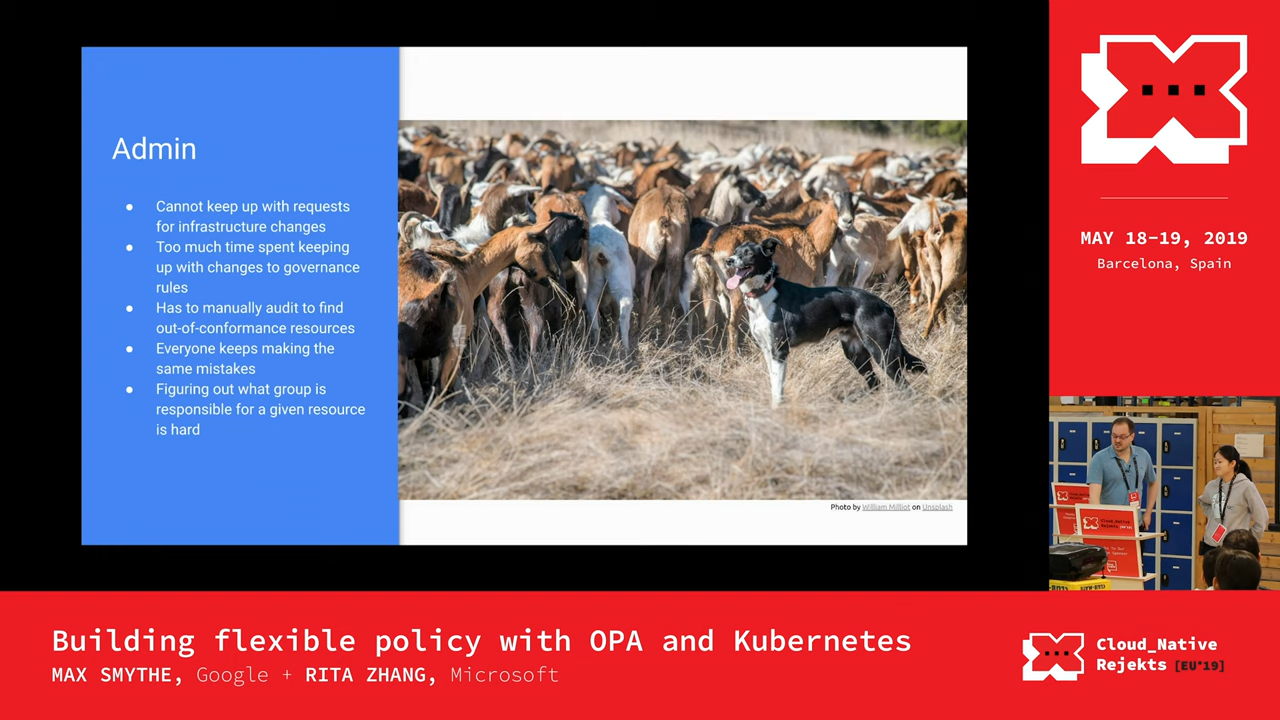 Admin
● Cannot keep up with requests
for infrastructure changes
● Too much time spent keeping
up with changes to governance
rules
● Has to manually audit to find
out-of-conformance resources
● Everyone keeps making the
same mistakes
● Figuring out what group is
responsible for a given resource
is hard
Photo by William Milliot on Unsplash
MAY 18-19, 2019
Barcelona, Spain
Building flexible policy with OPA and Kubernetes
MAX SMYTHE, Google + RITA ZHANG, Microsoft
Cloud_Native
Rejekts [EU'19]